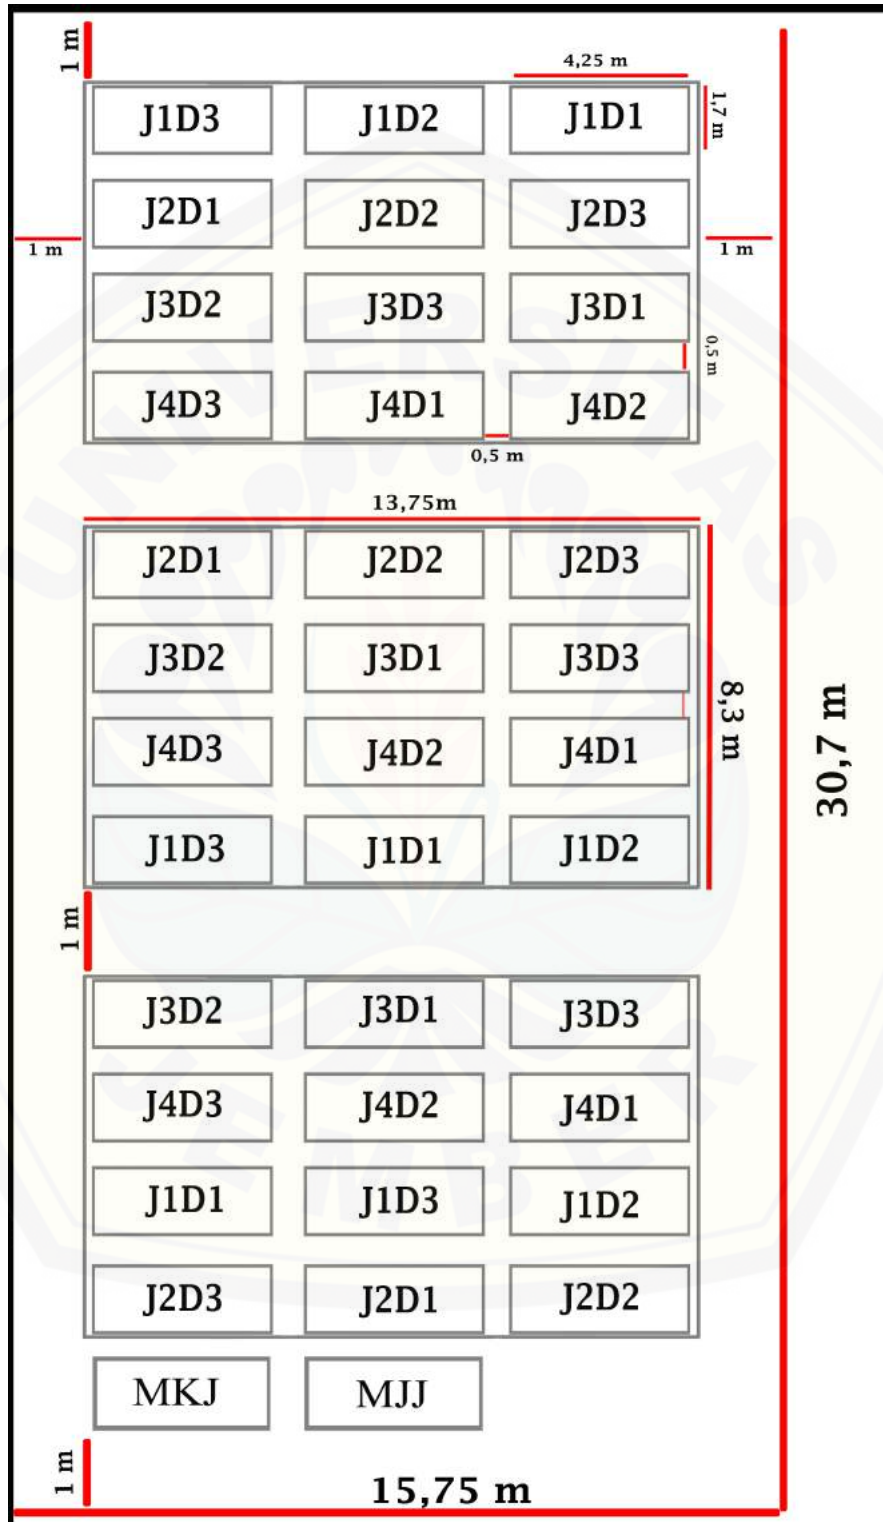 1 m
4,25 m
J1D3 J1D2 J1D1
1,7 m
J2D1 J2D2 J2D3
1 m 1 m
J3D2 J3D3 J3D1
0,5 m
J4D3 J4D1 J4D2
0,5 m
13,75m
J2D1 J2D2 J2D3
J3D2 J3D1 J3D3
8,3 m
30,7 m
J4D3 J4D2 J4D1
J1D3 J1D1 J1D2
1 m
J3D2 J3D1 J3D3
J4D3 J4D2 J4D1
J1D1 J1D3 J1D2
J2D3 J2D1 J2D2
MKJ MJJ
1 m
15,75 m
UNIVERSITAS
JEMBER